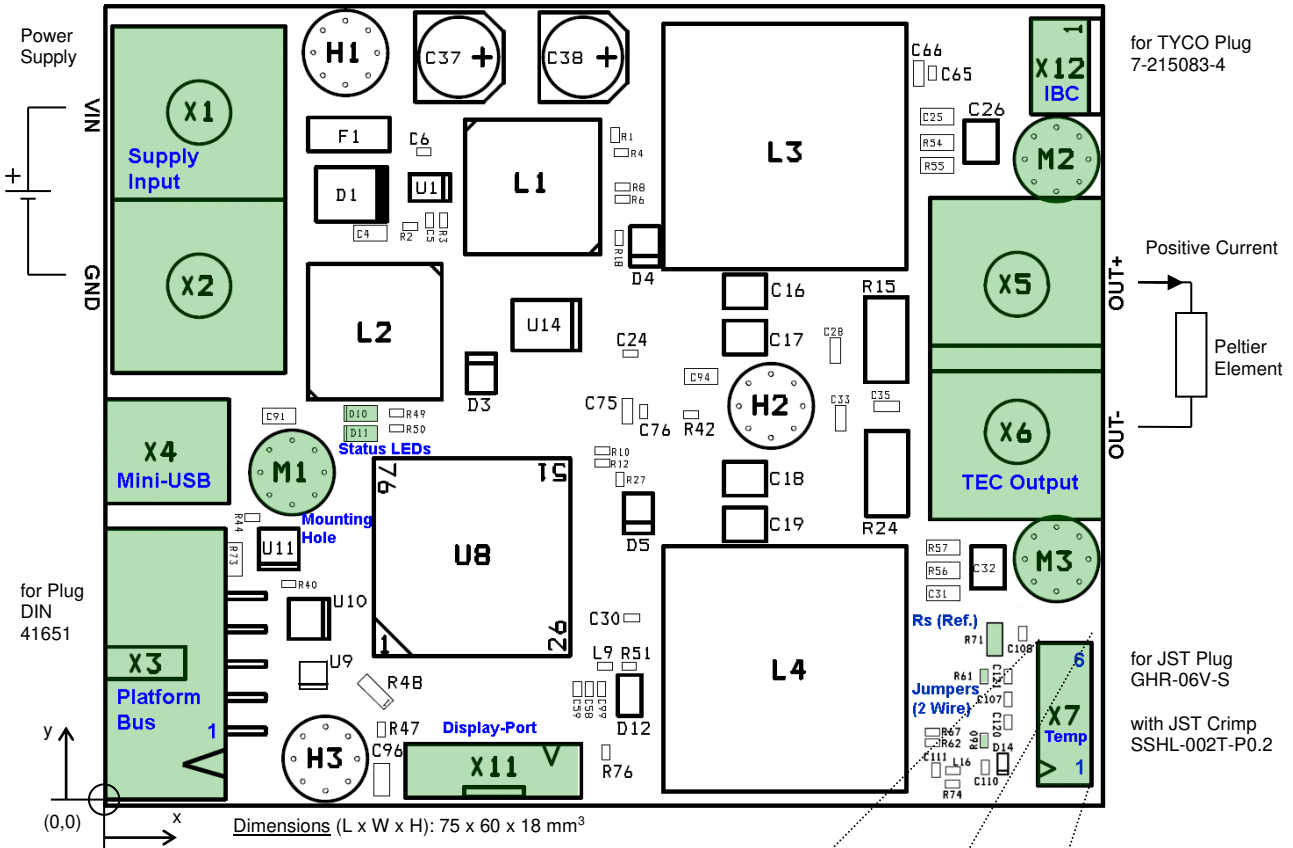 Power
Supply
VIN
+
GND
X1
Supply
Input
X2
H1
C37 +
C38 +
F1
C6
D1
U1
C4
R2
C5
R3
L1
R1
R4
R8
R6
R18
D4
L3
C66
C65
C25
R54
R55
C26
1
X12
IBC
for TYCO Plug
7-215083-4
M2
X5
OUT+
Positive Current
Peltier
Element
OUT-
X6
TEC Output
L2
U14
D3
C24
C16
C17
R15
C28
C94
H2
C33
C35
C75
C76
R42
C91
D10
D11
R49
R50
Status LEDs
X4
Mini-USB
M1
Mounting
Hole
R44
R73
U11
R40
U10
U9
76
51
U8
1
26
R10
R12
R27
D5
C18
C19
R24
R57
R56
C31
C32
M3
for Plug
DIN
41651
X3
Platform
Bus
1
R48
R47
C96
H3
Display-Port
X11
C30
L9
R51
C59
C58
C99
D12
R76
L4
Rs (Ref.)
R71
C108
R61
C121
C107
Jumpers
(2 Wire)
C120
R67
R62
R60
D14
C111
L16
R74
C110
6
X7
Temp
1
for JST Plug
GHR-06V-S
with JST Crimp
SSHL-002T-P0.2
y
(0,0)
x
Dimensions (L x W x H): 75 x 60 x 18 mm³